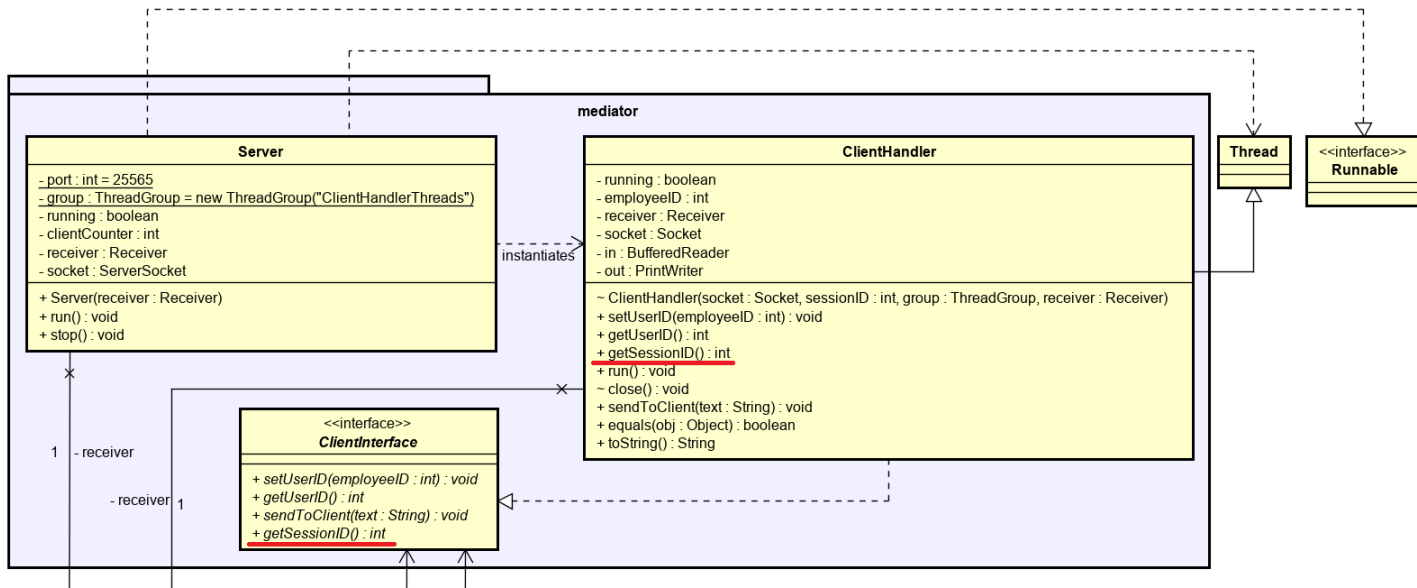 mediator
Server
- port : int = 25565
- group : ThreadGroup = new ThreadGroup("ClientHandlerThreads")
- running : boolean
- clientCounter : int
- receiver : Receiver
- socket : ServerSocket
+ Server(receiver : Receiver)
+ run() : void
+ stop() : void
instantiates
ClientHandler
- running : boolean
- employeeID : int
- receiver : Receiver
- socket : Socket
- in : BufferedReader
- out : PrintWriter
~ ClientHandler(socket : Socket, sessionID : int, group : ThreadGroup, receiver : Receiver)
+ setUserID(employeeID : int) : void
+ getUserID() : int
+ getSessionID() : int
+ run() : void
~ close() : void
+ sendToClient(text : String) : void
+ equals(obj : Object) : boolean
+ toString() : String
Thread
<<interface>>
Runnable
<<interface>>
ClientInterface
+ setUserID(employeeID : int) : void
+ getUserID() : int
+ sendToClient(text : String) : void
+ getSessionID() : int
1 - receiver
- receiver 1